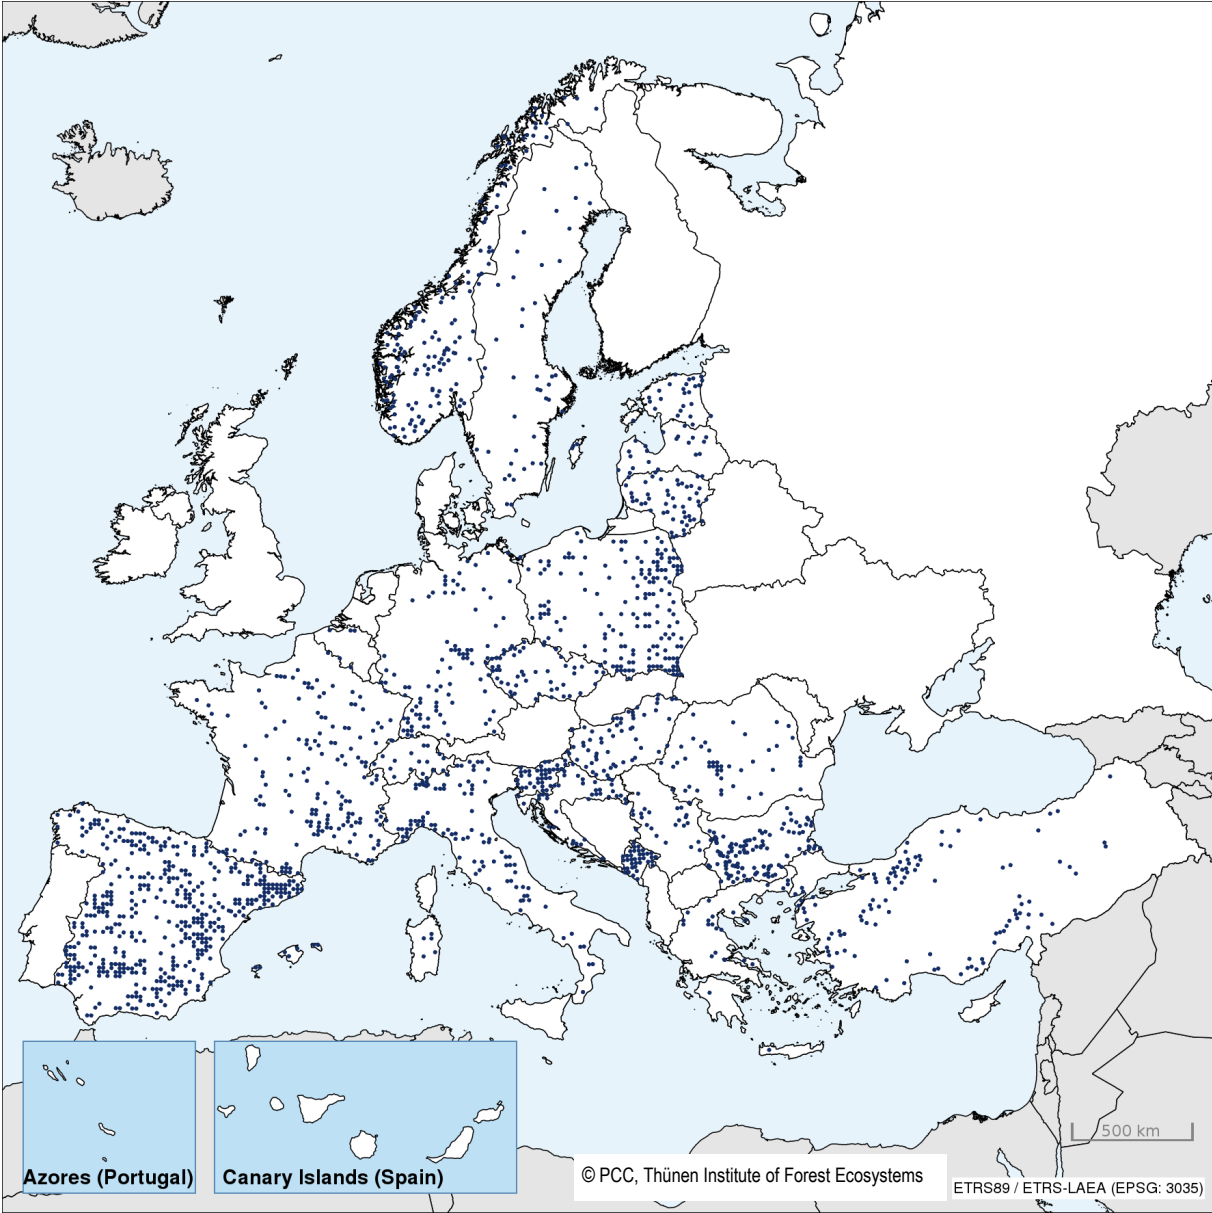 500 km
Azores (Portugal)
Canary Islands (Spain)
© PCC, Thünen Institute of Forest Ecosystems
ETRS89 / ETRS-LAEA (EPSG: 3035)